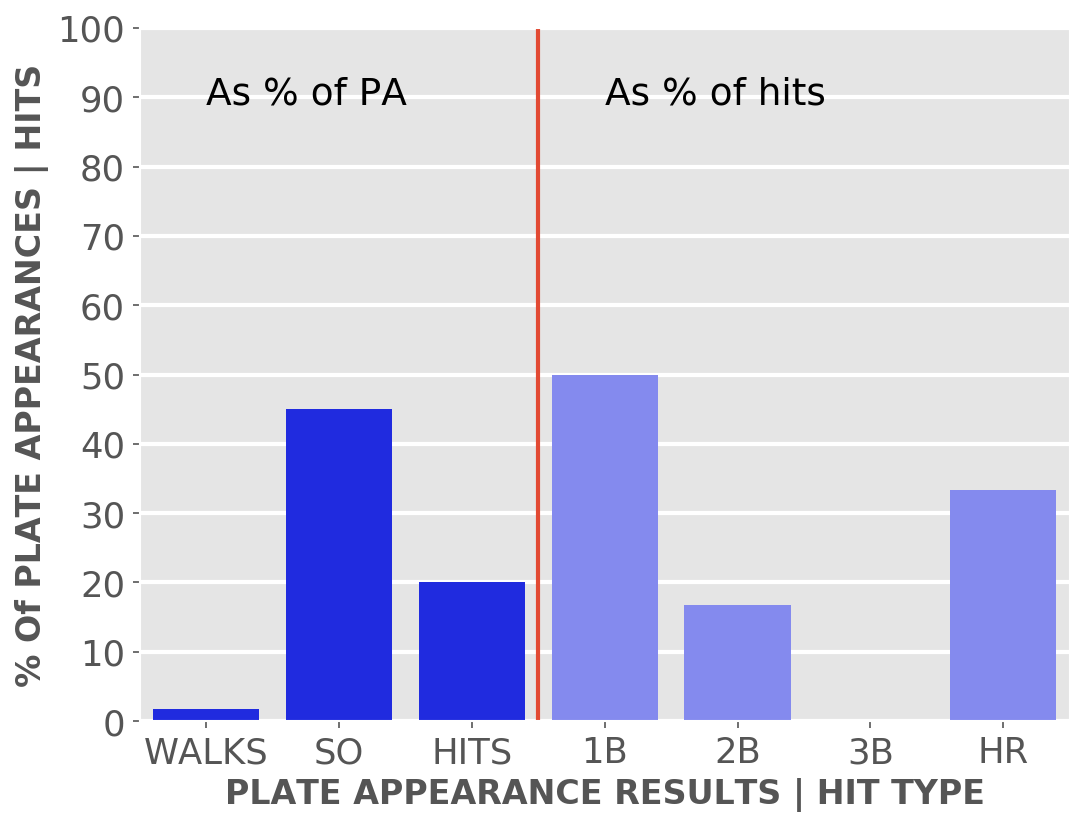 % Of PLATE APPEARANCES | HITS
100
90
80
70
60
50
40
30
20
10
0
As % of PA
As % of hits
WALKS SO HITS 1B 2B 3B HR
PLATE APPEARANCE RESULTS | HIT TYPE